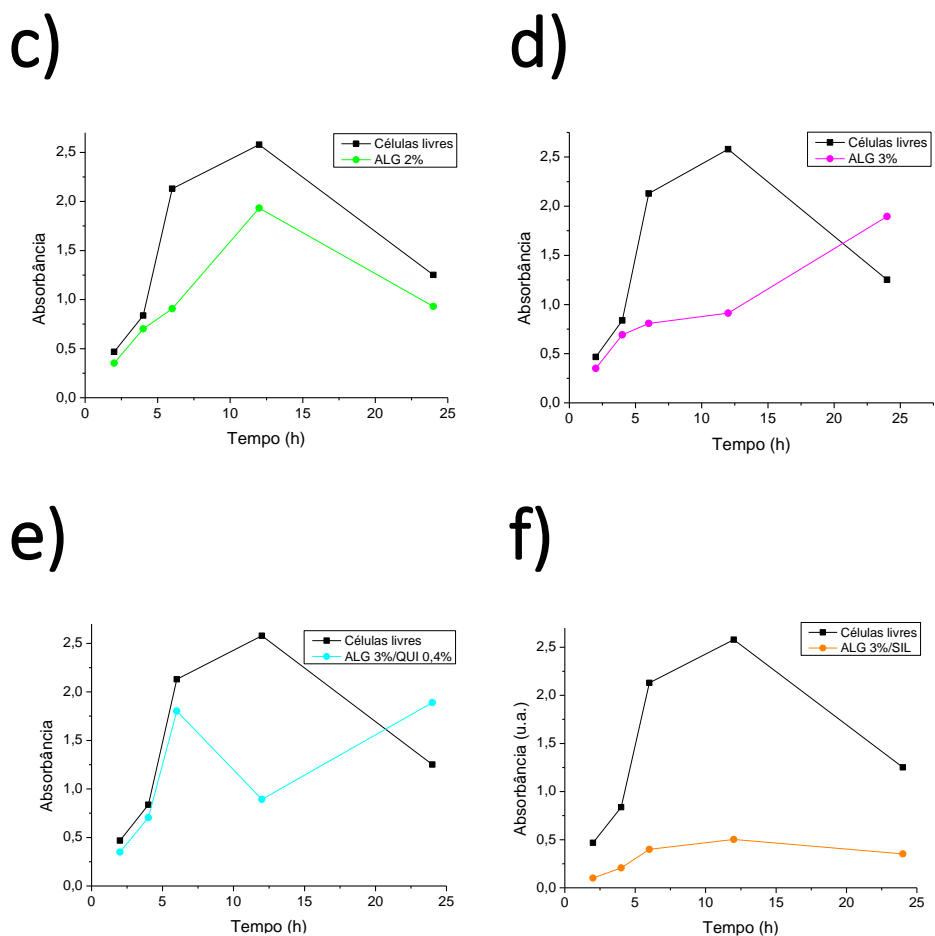 c)
Células livres
ALG 2%
Absorbância
2,5
2,0
1,5
1,0
0,5
0,0
0 5 10 15 20 25
Tempo (h)
d)
Células livres
ALG 3%
Absorbância
2,5
2,0
1,5
1,0
0,5
0,0
0 5 10 15 20 25
Tempo (h)
e)
Células livres
ALG 3%/QUI 0,4%
Absorbância
2,5
2,0
1,5
1,0
0,5
0,0
0 5 10 15 20 25
Tempo (h)
f)
Células livres
ALG 3%/SIL
Absorbância (u.a.)
2,5
2,0
1,5
1,0
0,5
0,0
0 5 10 15 20 25
Tempo (h)